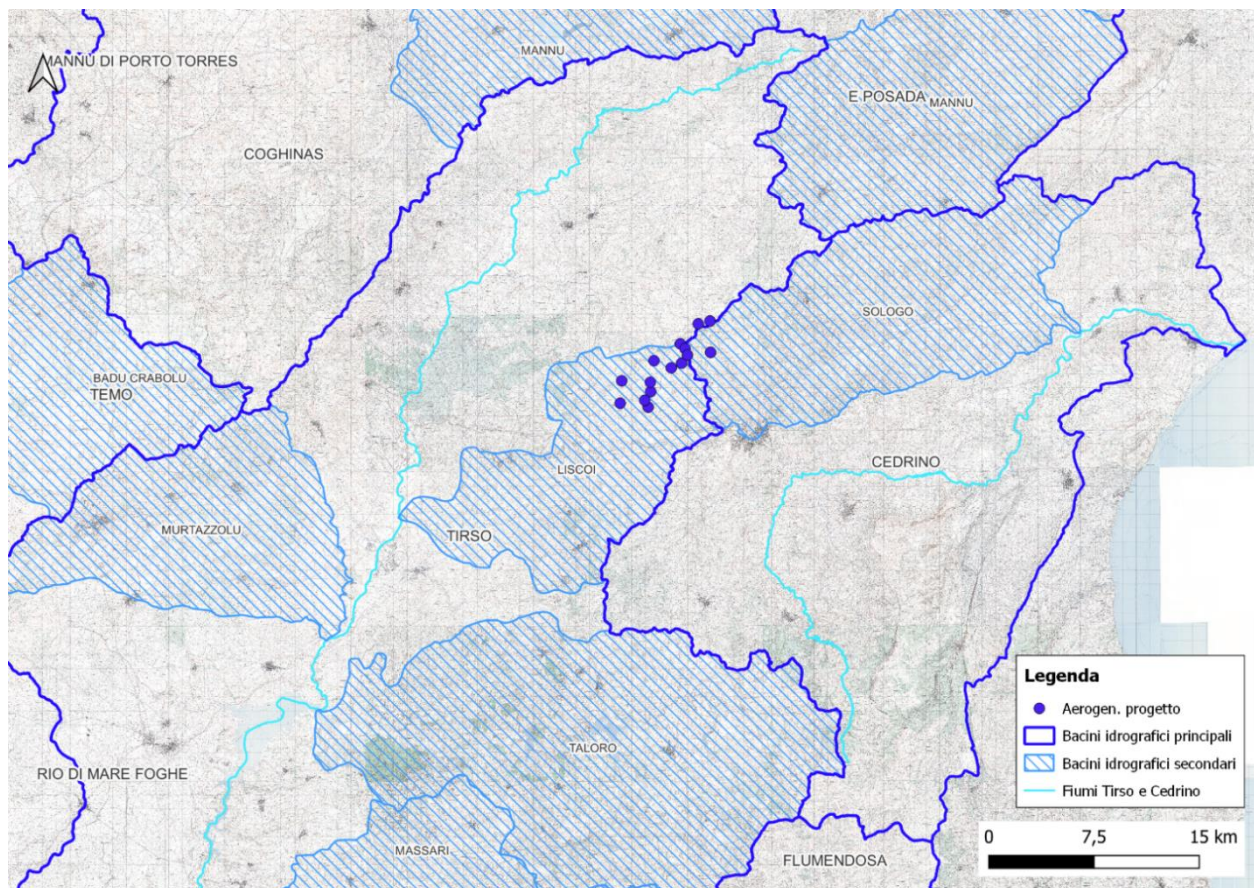 MANNU
MANNU DI PORTO TORRES
E POSADA
MANNU
COGHINAS
SOLOGO
BADU CRABOLU
TEMO
CEDRINO
LISCOI
MURTAZZOLU
TIRSO
TALORO
RIO DI MARE FOGHE
MASSARI
FLUMENDOSA
Legenda
Aerogen. progetto
Bacini idrografici principali
Bacini idrografici secondari
Fiumi Tirso e Cedrino
0 7,5 15 km